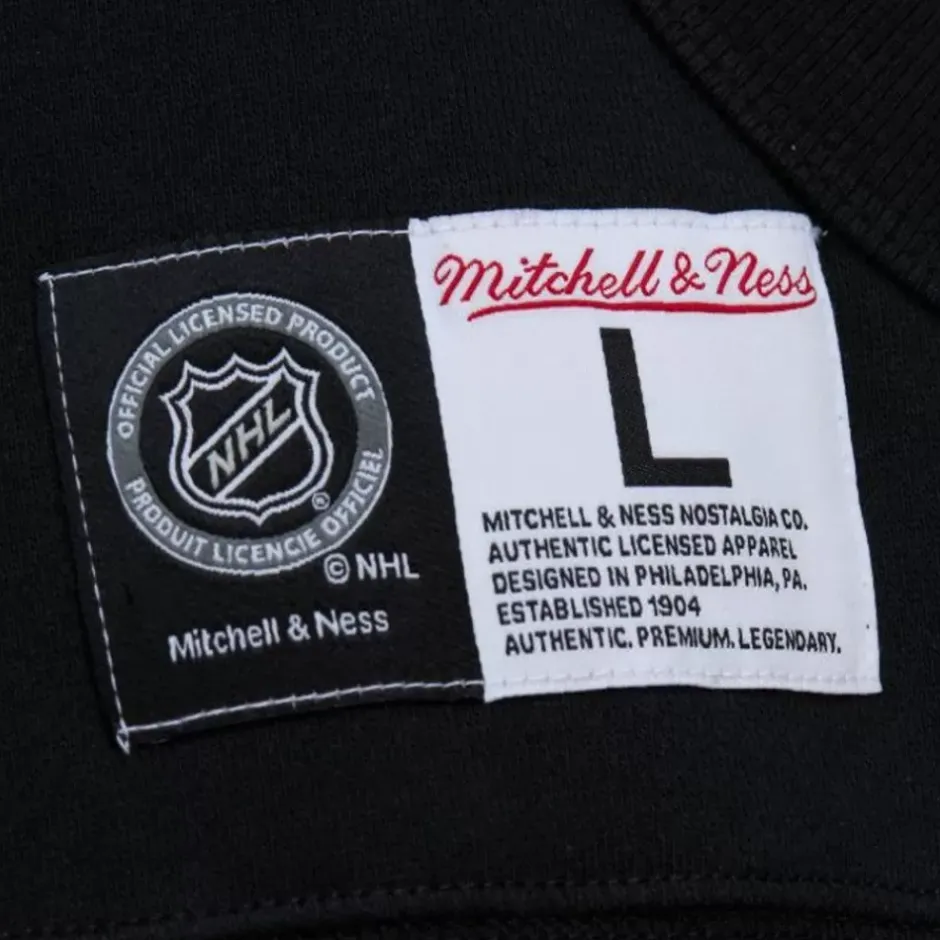 OFFICIAL LICENSED PRODUCT
NHL
®
PRODUIT LICENCIE OFFICIEL
© NHL
Mitchell & Ness
Mitchell & Ness
L
MITCHELL & NESS NOSTALGIA CO.
AUTHENTIC LICENSED APPAREL
DESIGNED IN PHILADELPHIA, PA.
ESTABLISHED 1904
AUTHENTIC. PREMIUM. LEGENDARY.